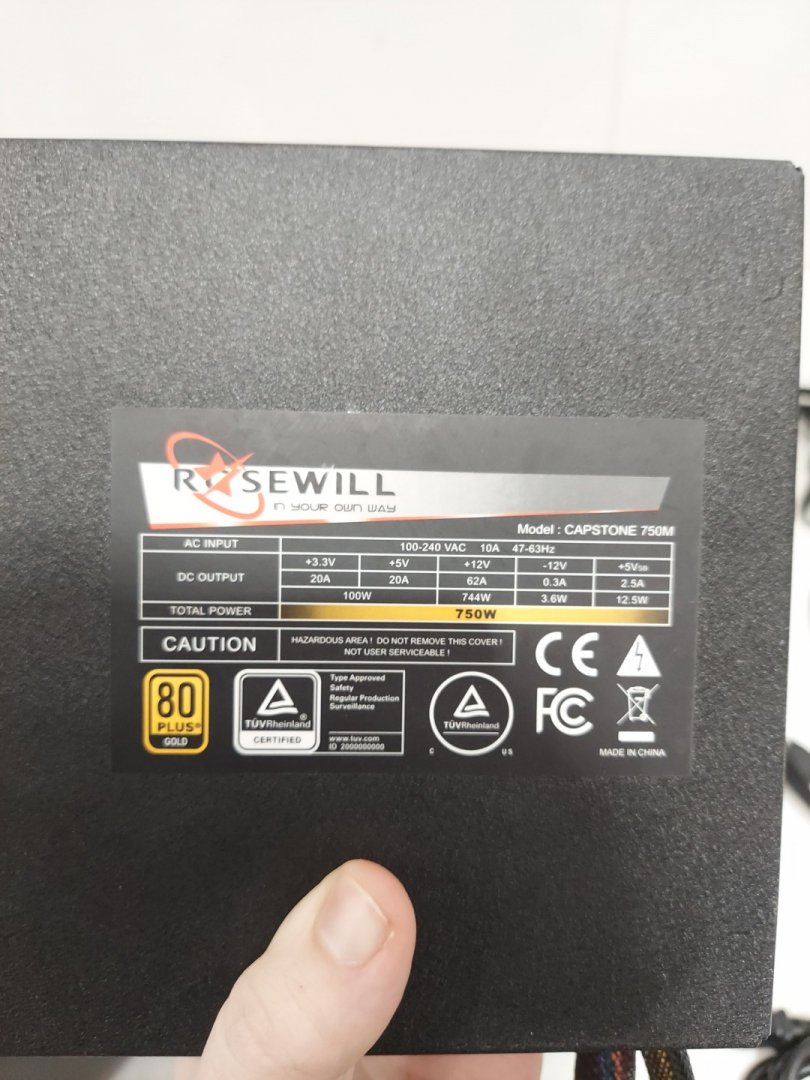 ROSEWILL
IN YOUR OWN WAY
Model : CAPSTONE 750M
AC INPUT 100-240 VAC 10A 47-63Hz
DC OUTPUT +3.3V +5V +12V -12V +5VSB
20A 20A 62A 0.3A 2.5A
100W 744W 3.6W 12.5W
TOTAL POWER 750W
CAUTION
HAZARDOUS AREA ! DO NOT REMOVE THIS COVER !
NOT USER SERVICEABLE !
CE
80
PLUS®
GOLD
TÜVRheinland®
CERTIFIED
Type Approved
Safety
Regular Production
Surveillance
www.tuv.com
ID 2000000000
TÜVRheinland
C US
FC
MADE IN CHINA